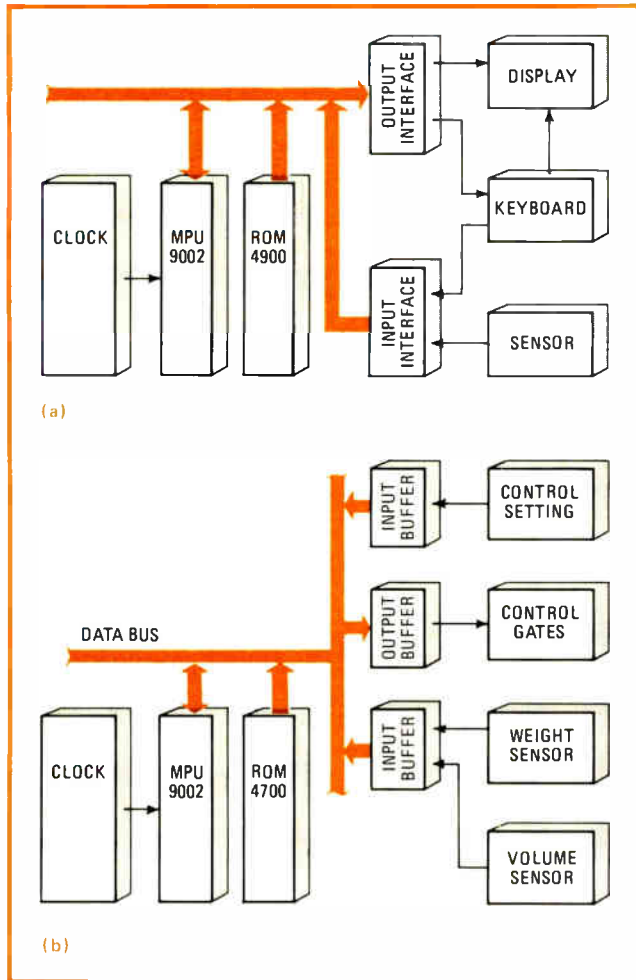 OUTPUT
INTERFACE
DISPLAY
CLOCK
MPU
9002
ROM
4900
KEYBOARD
INPUT
INTERFACE
SENSOR
(a)
INPUT
BUFFER
CONTROL
SETTING
OUTPUT
BUFFER
CONTROL
GATES
DATA BUS
CLOCK
MPU
9002
ROM
4700
INPUT
BUFFER
WEIGHT
SENSOR
VOLUME
SENSOR
(b)